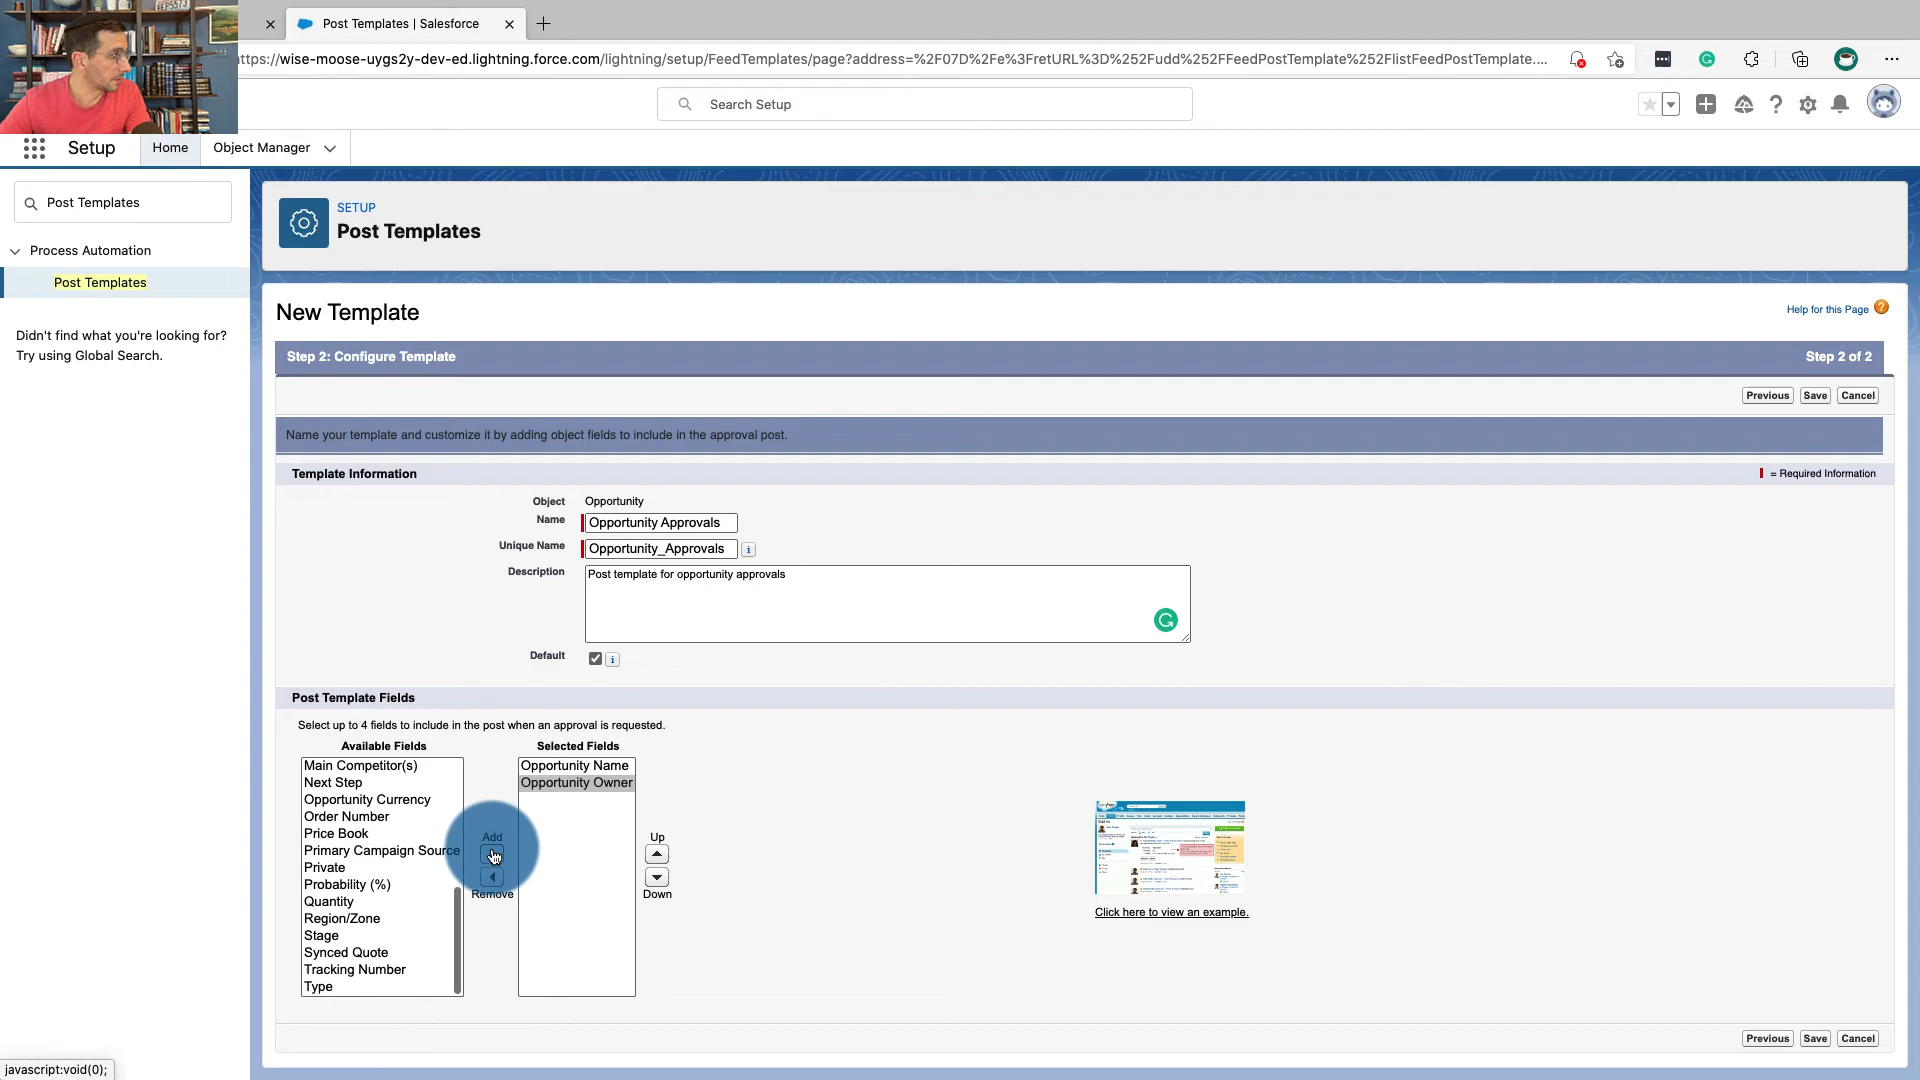 Post Templates | Salesforce
ttps://wise-moose-uygs2y-dev-ed.lightning.force.com/lightning/setup/FeedTemplates/page?address=%2F07D%2Fe%3FretURL%3D%252Fudd%252FFeedPostTemplate%252FlistFeedPostTemplate....
Search Setup
Setup
Home
Object Manager
Post Templates
Process Automation
Post Templates
Didn't find what you're looking for?
Try using Global Search.
SETUP
Post Templates
New Template
Help for this Page
Step 2: Configure Template
Step 2 of 2
Previous
Save
Cancel
Name your template and customize it by adding object fields to include in the approval post.
Template Information
= Required Information
Object
Opportunity
Name
Opportunity Approvals
Unique Name
Opportunity_Approvals
Description
Post template for opportunity approvals
Default
Post Template Fields
Select up to 4 fields to include in the post when an approval is requested.
Available Fields
Selected Fields
Main Competitor(s)
Next Step
Opportunity Currency
Order Number
Price Book
Primary Campaign Source
Private
Probability (%)
Quantity
Region/Zone
Stage
Synced Quote
Tracking Number
Type
Add
Remove
Opportunity Name
Opportunity Owner
Up
Down
Click here to view an example.
Previous
Save
Cancel
javascript:void(0);